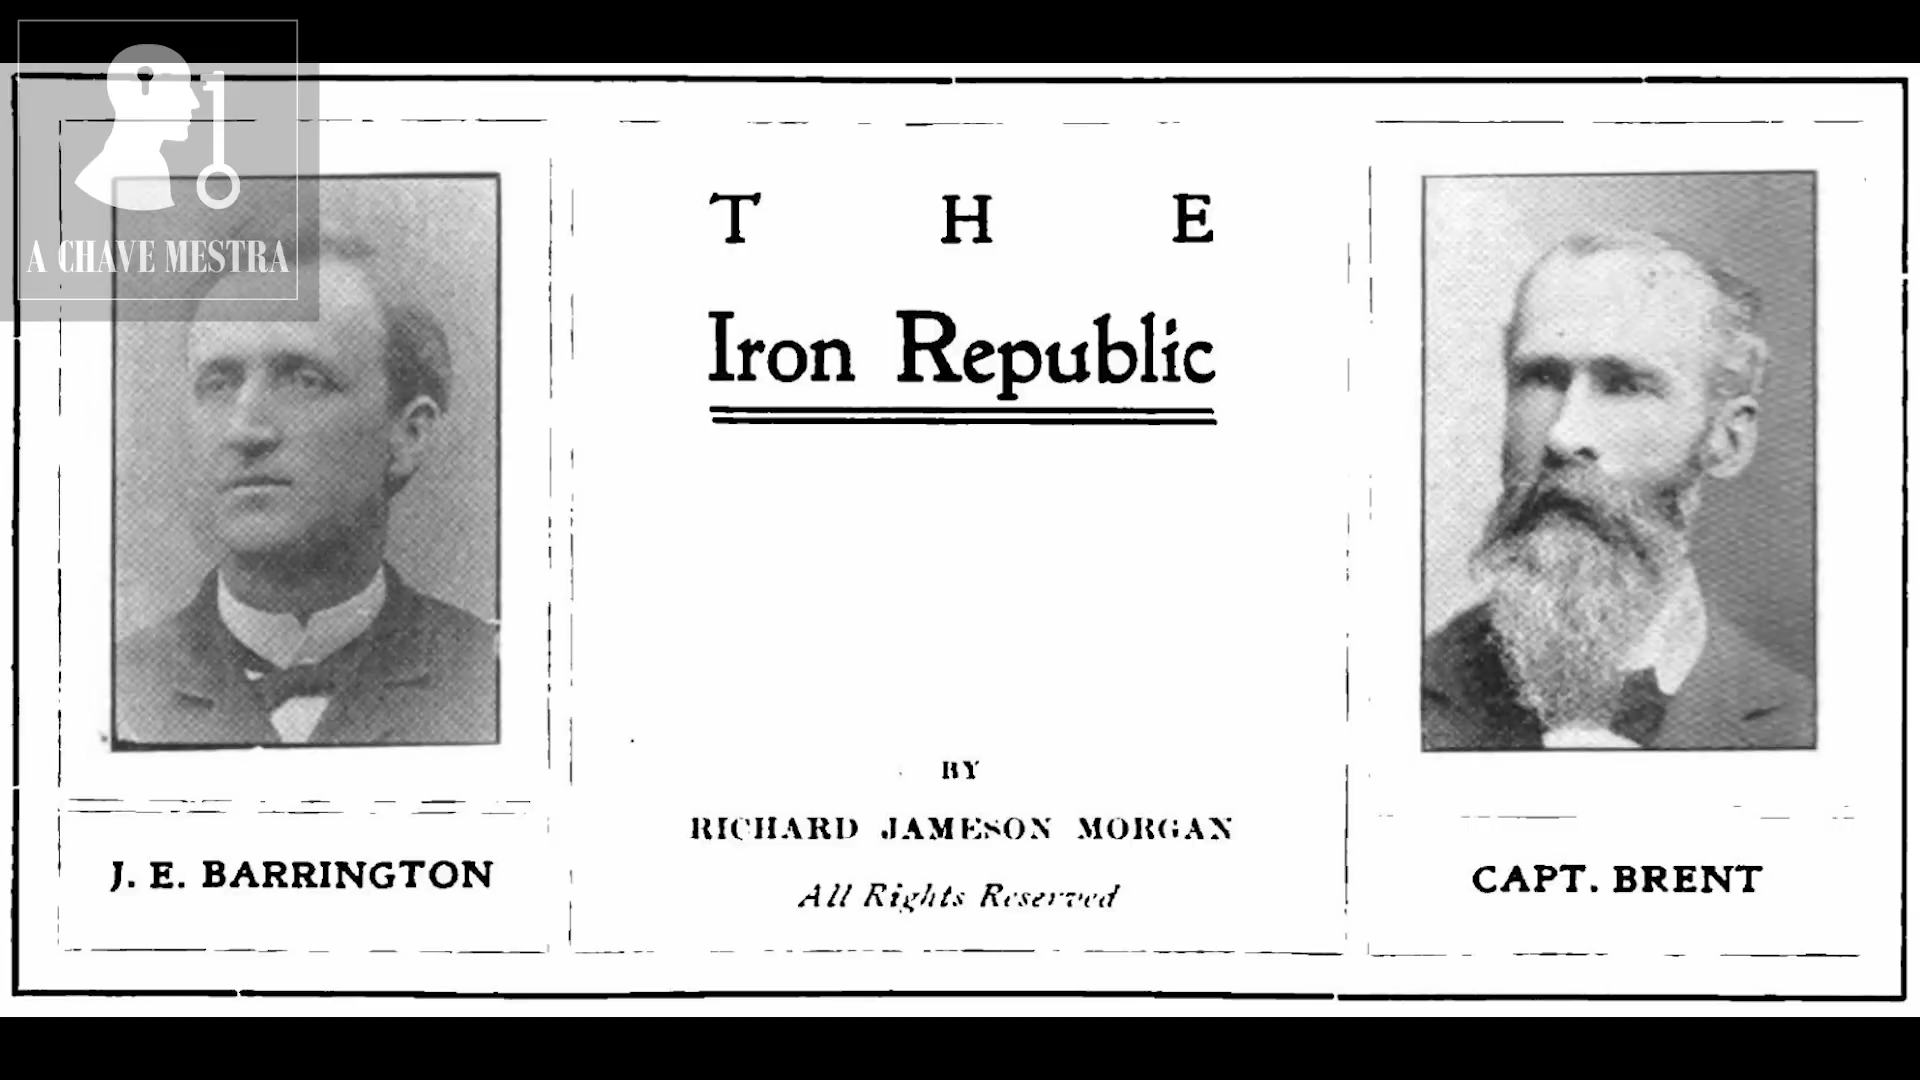 A CHAVE MESTRA
THE
Iron Republic
BY
RICHARD JAMESON MORGAN
All Rights Reserved
J. E. BARRINGTON
CAPT. BRENT